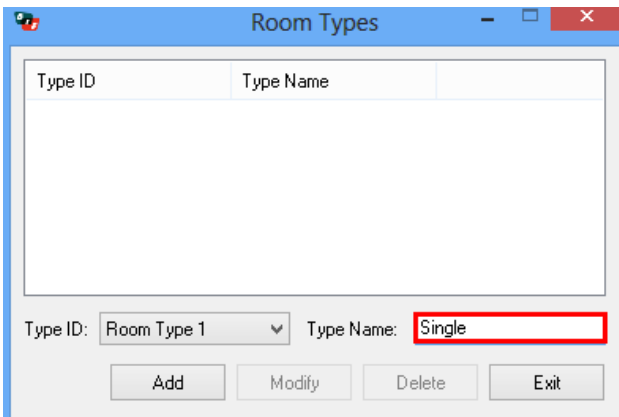 Room Types
Type ID Type Name
Type ID: Room Type 1 Type Name: Single
Add Modify Delete Exit